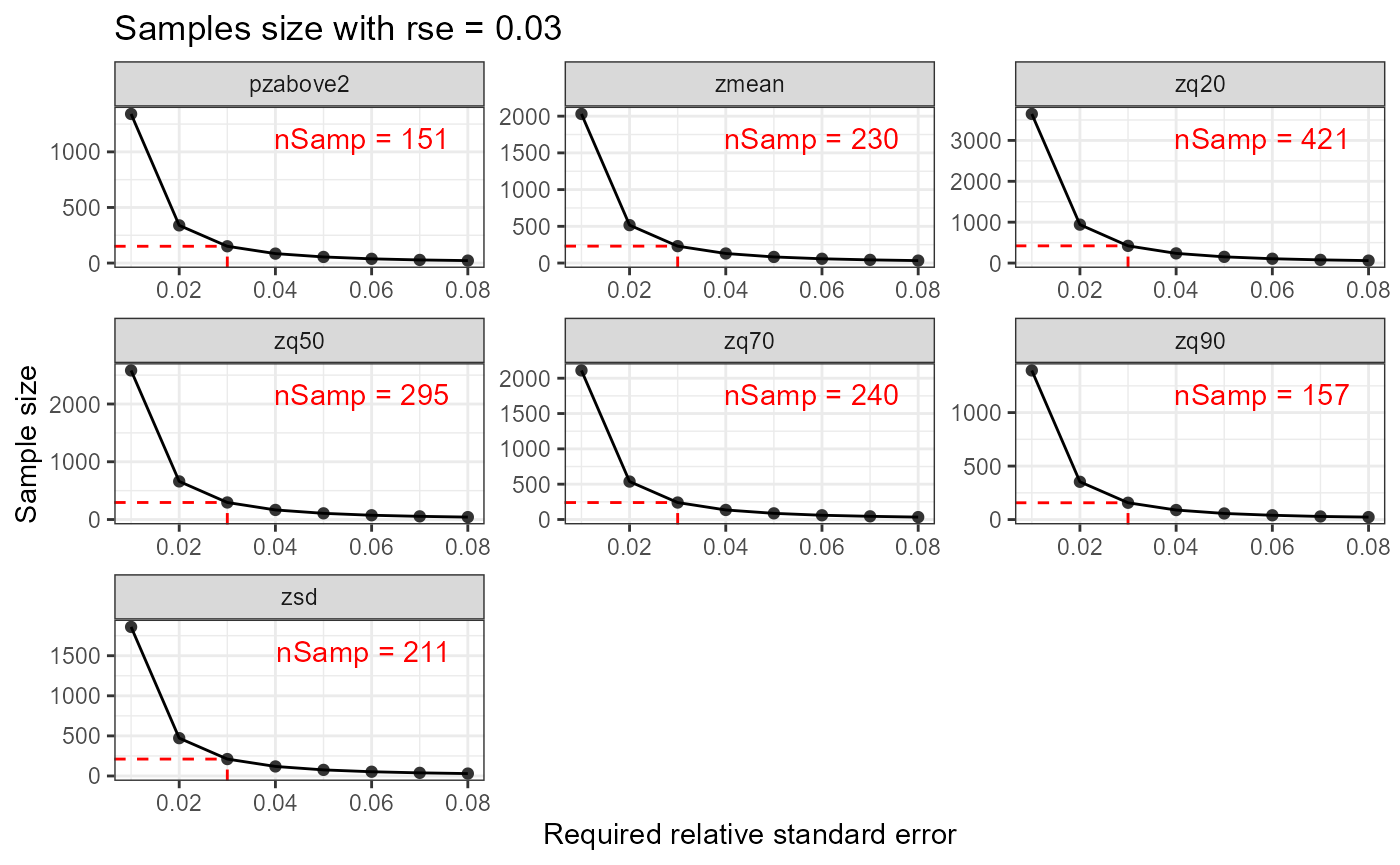 Samples size with rse = 0.03
pzabove2
nSamp = 151
1000
500
0
0.02 0.04 0.06 0.08
zmean
nSamp = 230
2000
1500
1000
500
0
0.02 0.04 0.06 0.08
zq20
nSamp = 421
3000
2000
1000
0
0.02 0.04 0.06 0.08
zq50
nSamp = 295
2000
1000
0
0.02 0.04 0.06 0.08
zq70
nSamp = 240
2000
1500
1000
500
0
0.02 0.04 0.06 0.08
zq90
nSamp = 157
1000
500
0
0.02 0.04 0.06 0.08
zsd
nSamp = 211
1500
1000
500
0
0.02 0.04 0.06 0.08
Sample size
Required relative standard error